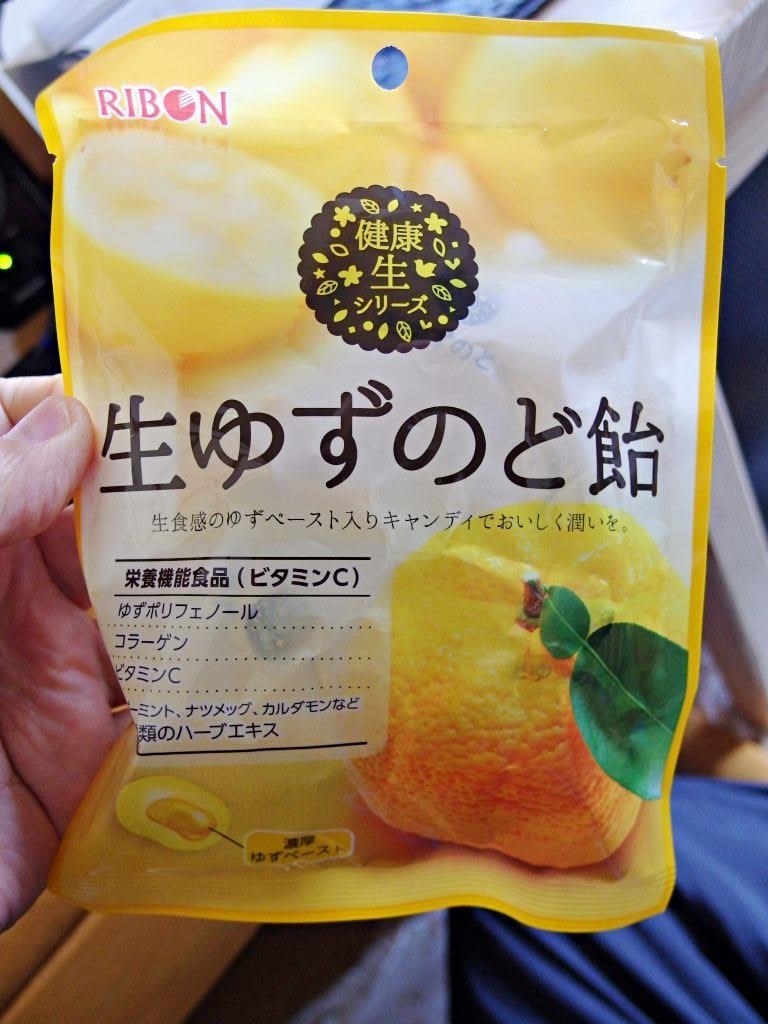 RIBON
健康
生
シリーズ
生ゆずのど飴
生食感のゆずペースト入りキャンディでおいしく潤いを。
栄養機能食品(ビタミンC)
ゆずポリフェノール
コラーゲン
ビタミンC
ーミント、ナツメッグ、カルダモンなど
類のハーブエキス
濃厚
ゆずペースト